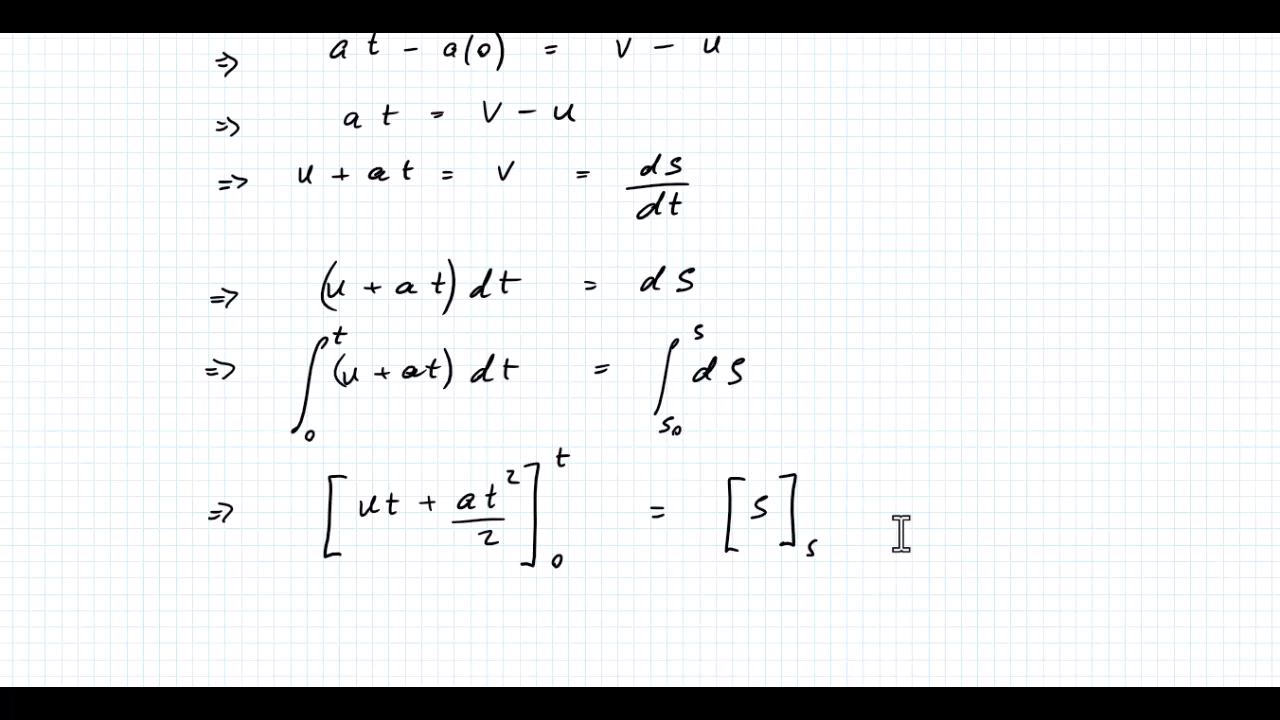 ⇒ at - a(0) = v - u
⇒ at = v - u
⇒ u + at = v = ds/dt
⇒ (u + at) dt = ds
⇒ ∫₀ᵗ (u + at) dt = ∫ₛ₀ˢ ds
⇒ [ut + at²/2]₀ᵗ = [s]ₛ